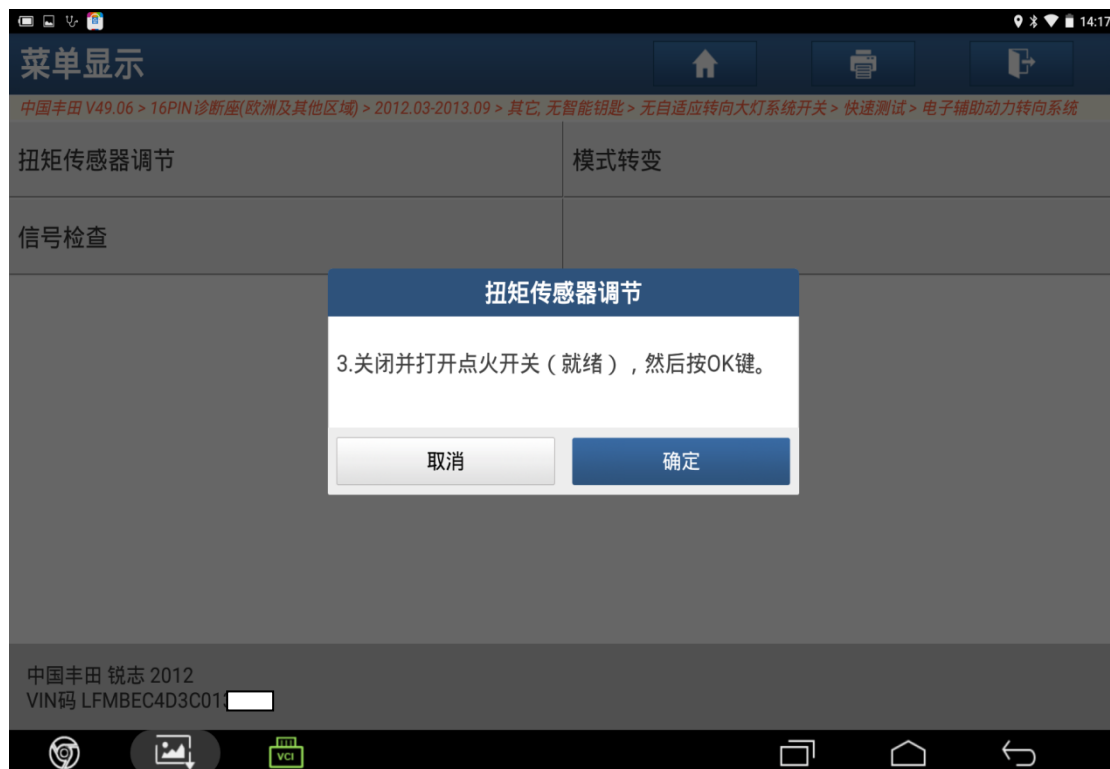 14:17
菜单显示
中国丰田 V49.06 > 16PIN诊断座(欧洲及其他区域) > 2012.03-2013.09 > 其它, 无智能钥匙 > 无自适应转向大灯系统开关 > 快速测试 > 电子辅助动力转向系统
扭矩传感器调节
模式转变
信号检查
扭矩传感器调节
3.关闭并打开点火开关（就绪），然后按OK键。
取消
确定
中国丰田 锐志 2012
VIN码 LFMBEC4D3C01
VCI